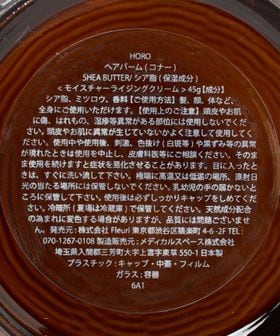 HORO
ヘアバーム(コナー)
SHEA BUTTER/シア脂(保湿成分)
<モイスチャーライジングクリーム>45g【成分】
シア脂、ミツロウ、香料【ご使用方法】髪、顔、体など、
全身にご使用いただけます。【使用上のご注意】頭皮やお肌
に傷、はれもの、湿疹等異常がある部位には使用しないでくだ
さい。頭皮やお肌に異常が生じていないかよく注意して使用して
ください。使用中や使用後、刺激、色抜け(白斑等)や黒ずみ等の異常
が現れたときは使用を中止し、皮膚科医等にご相談ください。そのまま
使用を続けますと症状を悪化させることがあります。目に入ったと
きは、すぐに洗い流して下さい。極端に高温又は低温の場所、直射日
光の当たる場所には保管しないでください。乳幼児の手の届かないと
ころに保管して下さい。使用後は必ずしっかりキャップをしめてくださ
い。冷暗所(夏場は冷蔵庫)で保管してください。天然成分配合
の為まれに変色する場合がありますが、品質には問題ございませ
ん。発売元:(株)Fleuri 東京都渋谷区東 4-6-2F TEL:
070-1267-0108 製造販売元:メディカルスペース株式会社
埼玉県入間郡三芳町大字上富字東草 550-1 日本製
プラスチック:キャップ・中蓋・フィルム
ガラス:容器
6A1